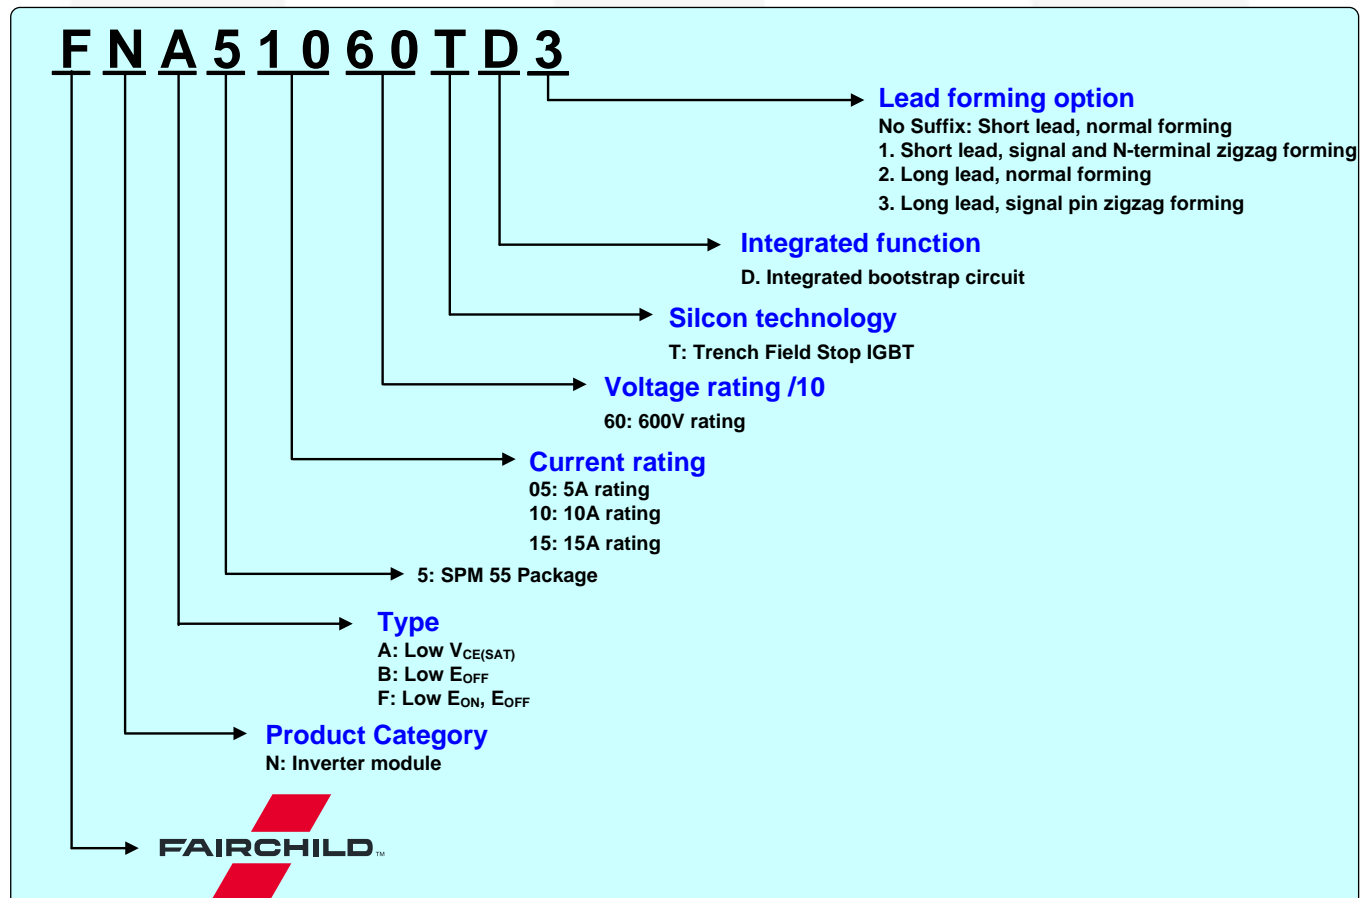 F N A 5 1 0 6 0 T D 3
Lead forming option
No Suffix: Short lead, normal forming
1. Short lead, signal and N-terminal zigzag forming
2. Long lead, normal forming
3. Long lead, signal pin zigzag forming
Integrated function
D. Integrated bootstrap circuit
Silcon technology
T: Trench Field Stop IGBT
Voltage rating /10
60: 600V rating
Current rating
05: 5A rating
10: 10A rating
15: 15A rating
5: SPM 55 Package
Type
A: Low VCE(SAT)
B: Low EOFF
F: Low EON, EOFF
Product Category
N: Inverter module
FAIRCHILD™